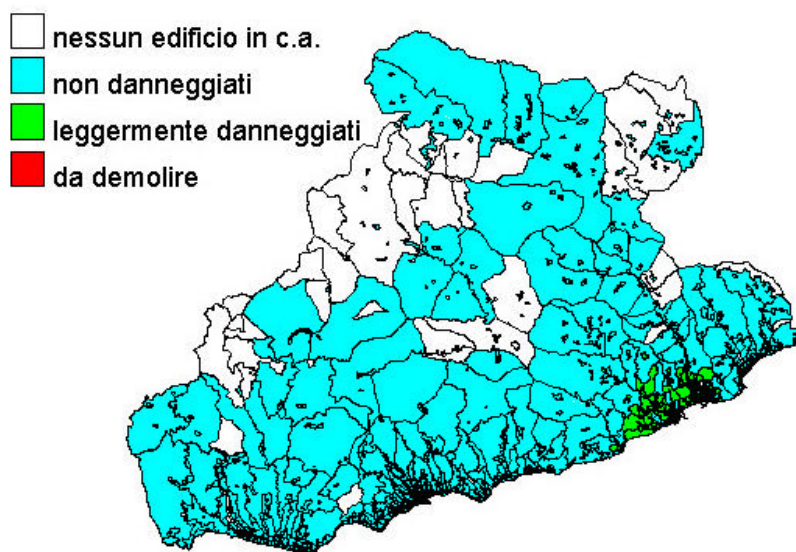 nessun edificio in c.a.
non danneggiati
leggermente danneggiati
da demolire